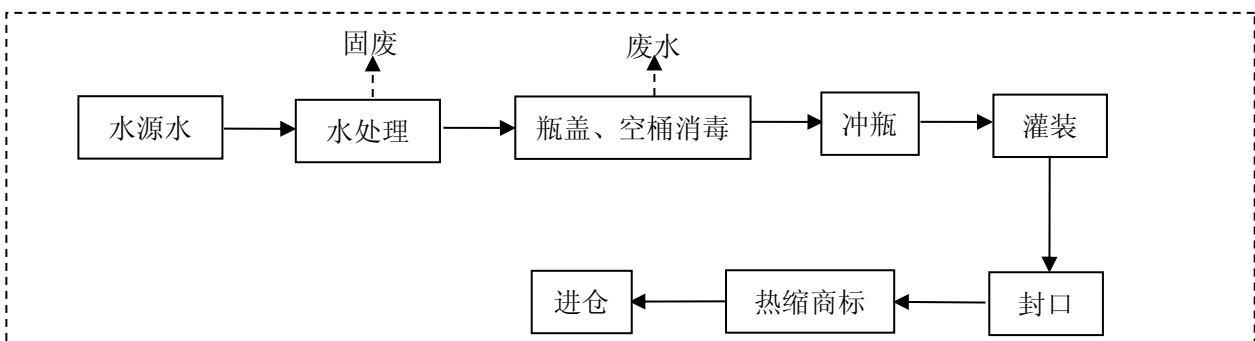 固废
废水
水源水
水处理
瓶盖、空桶消毒
冲瓶
灌装
封口
热缩商标
进仓